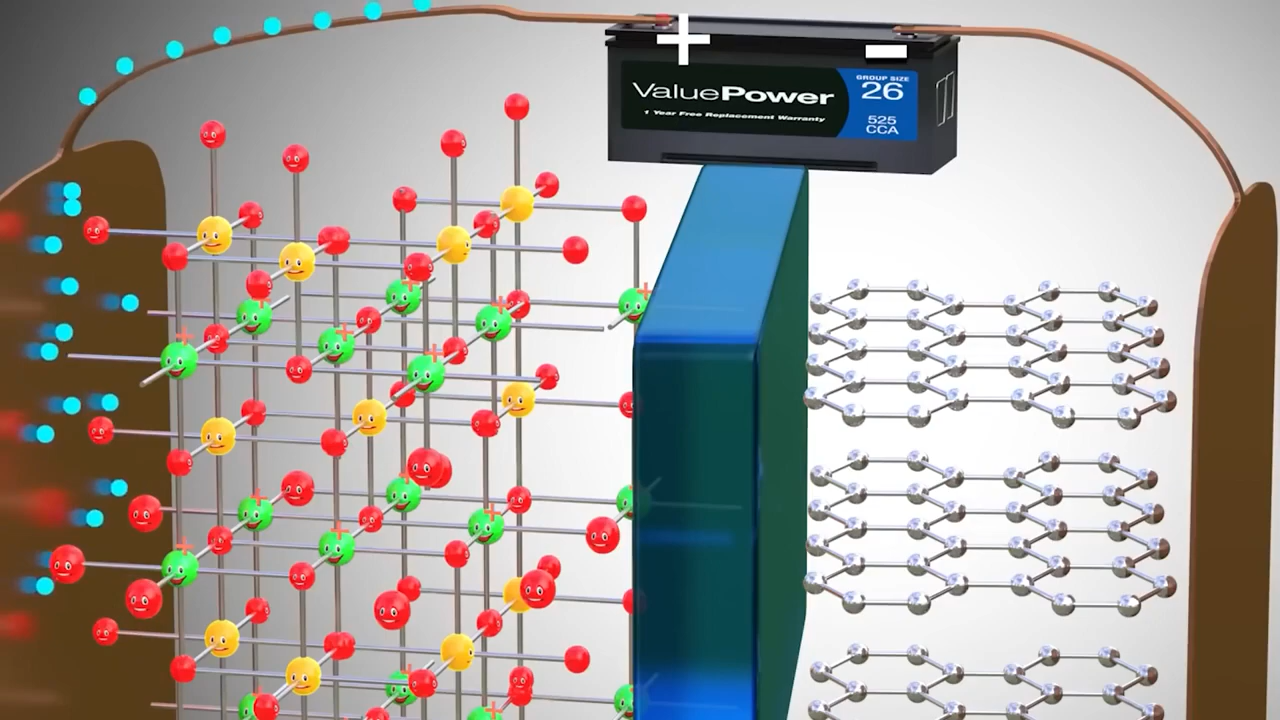 +
ValuePower
1 Year Free Replacement Warranty
GROUP SIZE
26
525
CCA